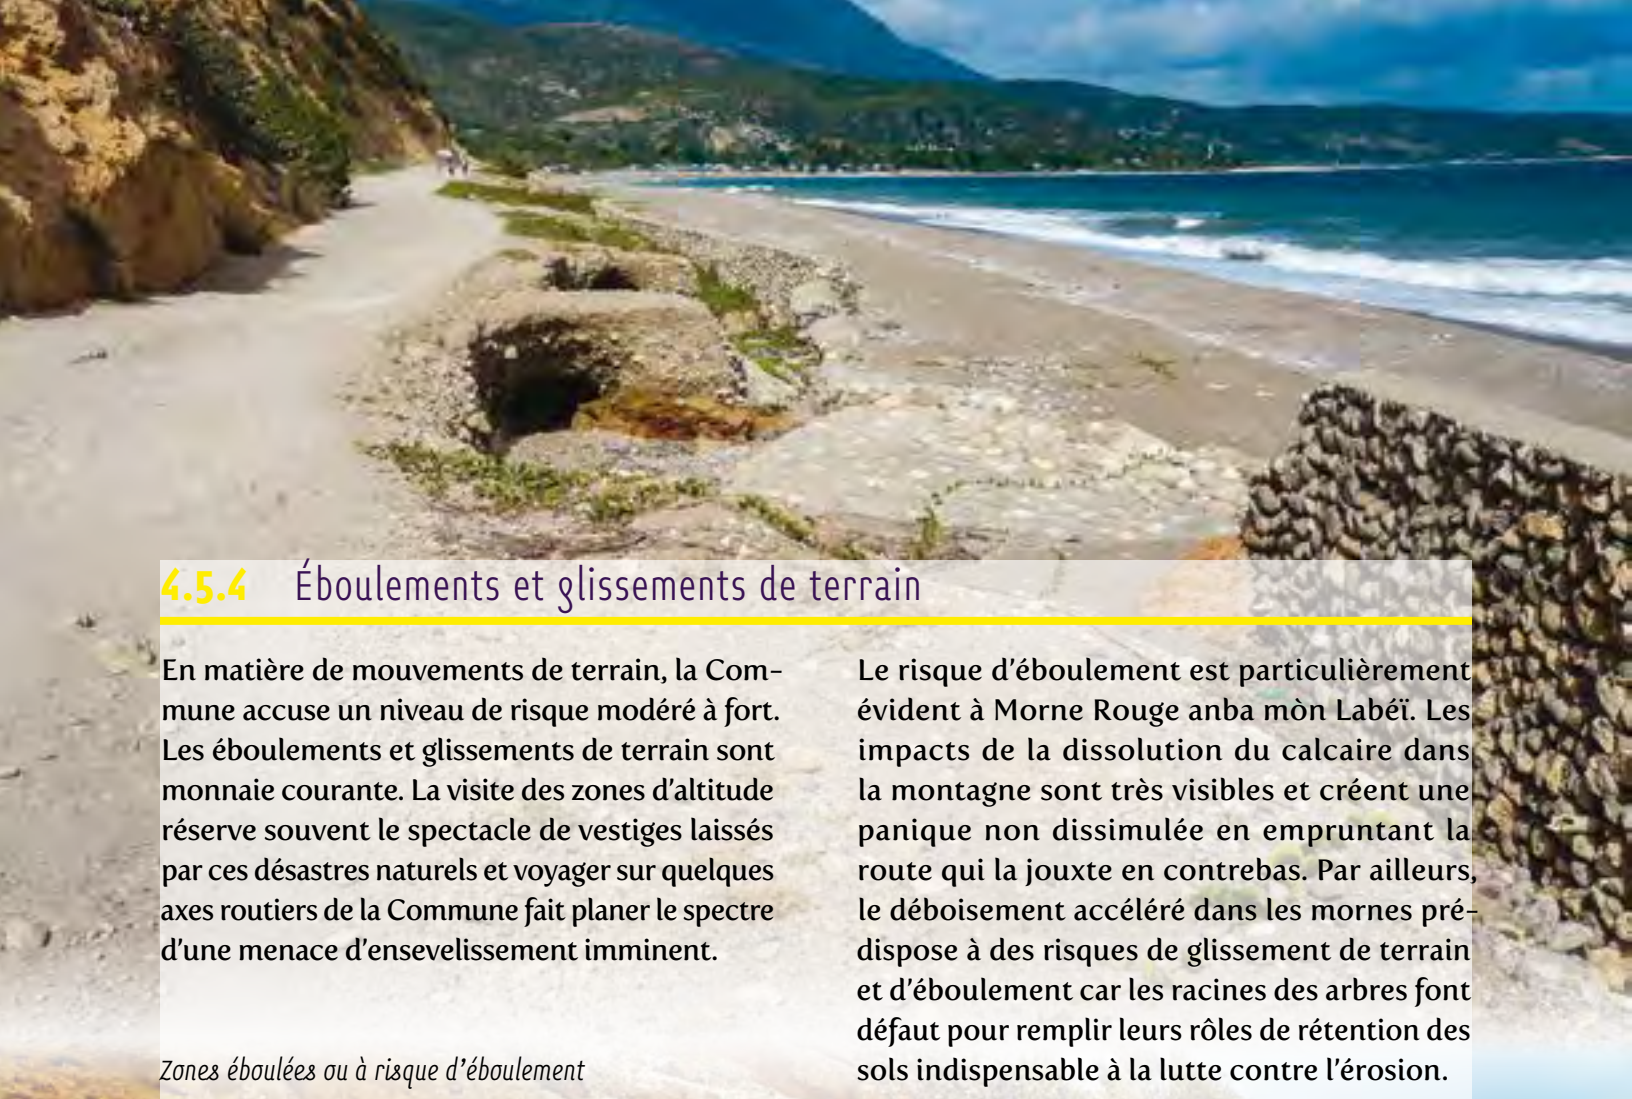 4.5.4 Éboulements et glissements de terrain
En matière de mouvements de terrain, la Com-
mune accuse un niveau de risque modéré à fort.
Les éboulements et glissements de terrain sont
monnaie courante. La visite des zones d'altitude
réserve souvent le spectacle de vestiges laissés
par ces désastres naturels et voyager sur quelques
axes routiers de la Commune fait planer le spectre
d'une menace d'ensevelissement imminent.
Zones éboulées ou à risque d'éboulement
Le risque d'éboulement est particulièrement
évident à Morne Rouge anba mòn Labéï. Les
impacts de la dissolution du calcaire dans
la montagne sont très visibles et créent une
panique non dissimulée en empruntant la
route qui la jouxte en contrebas. Par ailleurs,
le déboisement accéléré dans les mornes pré-
dispose à des risques de glissement de terrain
et d'éboulement car les racines des arbres font
défaut pour remplir leurs rôles de rétention des
sols indispensable à la lutte contre l'érosion.